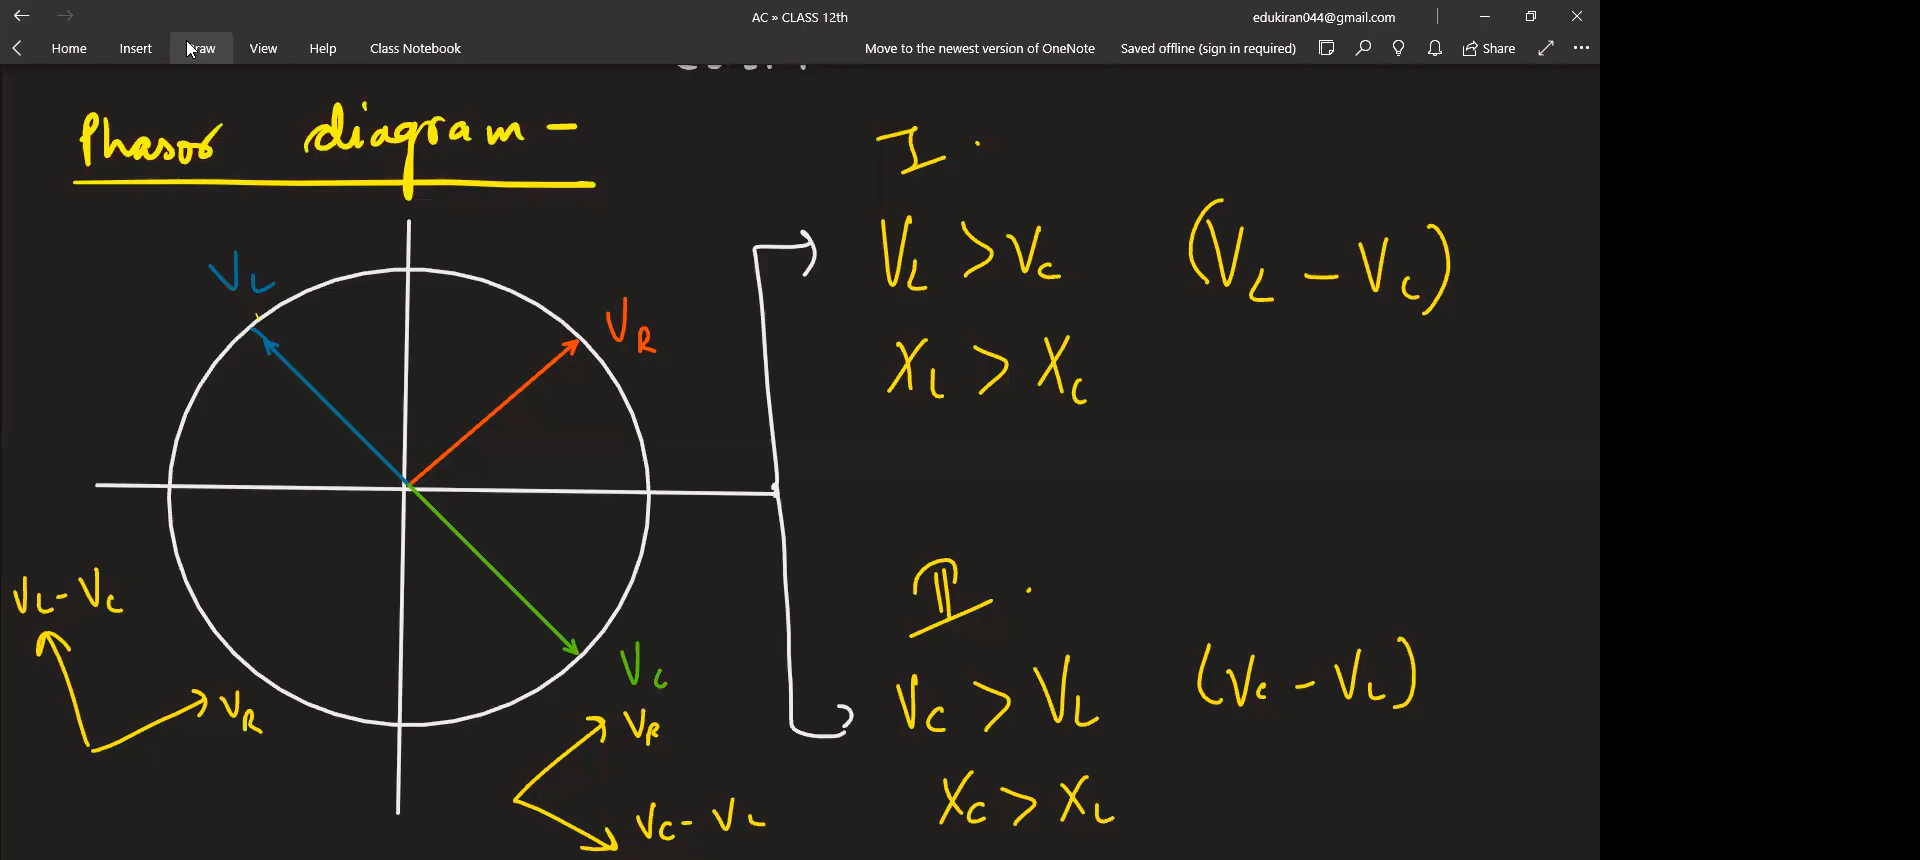 AC » CLASS 12th
edukiran044@gmail.com
Home Insert Draw View Help Class Notebook
Move to the newest version of OneNote Saved offline (sign in required) Share
Phasor diagram -
I .
VL > VC (VL - VC)
XL > XC
VL
VR
VC
VL - VC
VR
VR
VC - VL
II .
VC > VL (VC - VL)
XC > XL